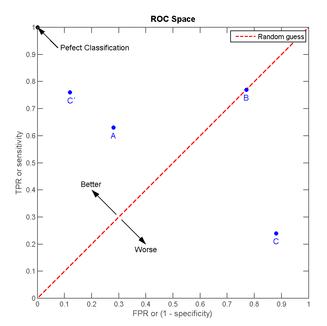 ROC Space
Random guess
Pefect Classification
C´
A
B
C
Better
Worse
TPR or sensitivity
1
0.9
0.8
0.7
0.6
0.5
0.4
0.3
0.2
0.1
0
0 0.1 0.2 0.3 0.4 0.5 0.6 0.7 0.8 0.9 1
FPR or (1 - specificity)